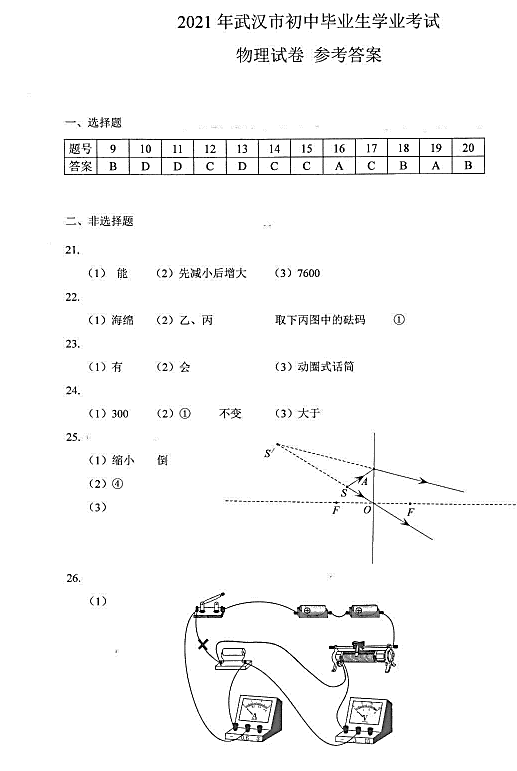 2021 年武汉市初中毕业生学业考试
物理试卷 参考答案
一、选择题
题号 9 10 11 12 13 14 15 16 17 18 19 20
答案 B D D C D C C A C B A B
二、非选择题
21.
（1） 能 （2）先减小后增大 （3）7600
22.
（1）海绵 （2）乙、丙 取下丙图中的砝码 ①
23.
（1）有 （2）会 （3）动圈式话筒
24.
（1）300 （2）① 不变 （3）大于
25.
（1）缩小 倒
（2）④
（3）
S′
A
S
F O F
26.
（1）
A V